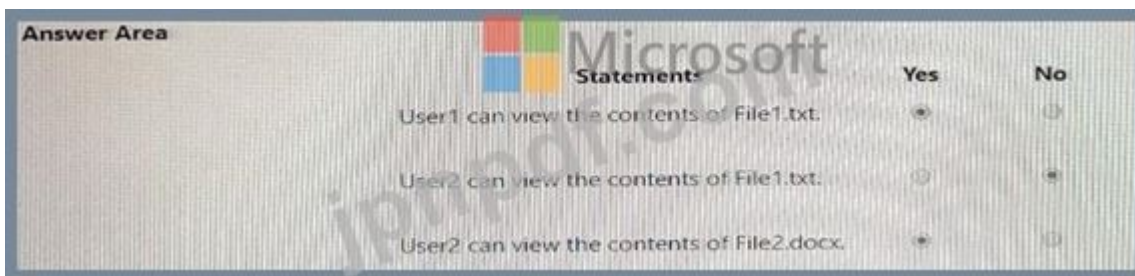 Answer Area
Microsoft
Statements Yes No
User1 can view the contents of File1.txt.
User2 can view the contents of File1.txt.
User2 can view the contents of File2.docx.